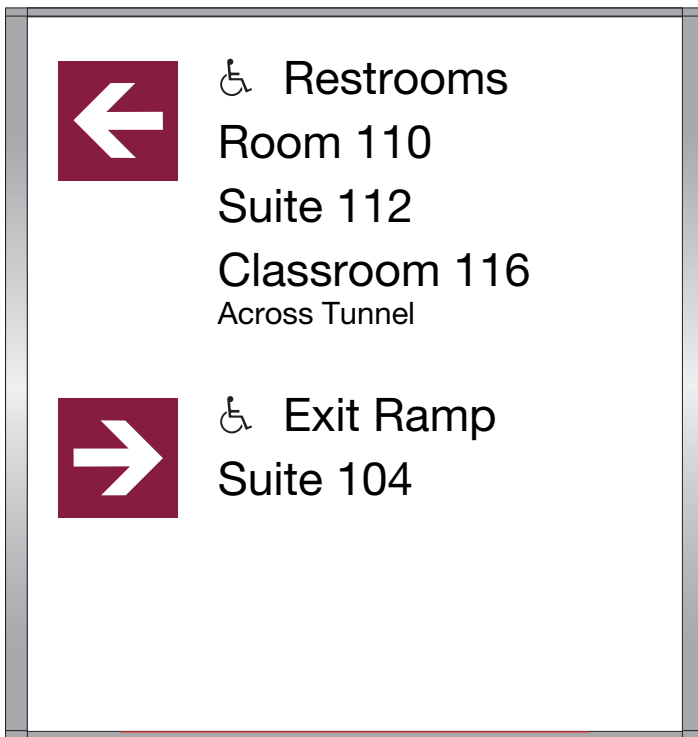 Restrooms
Room 110
Suite 112
Classroom 116
Across Tunnel
Exit Ramp
Suite 104